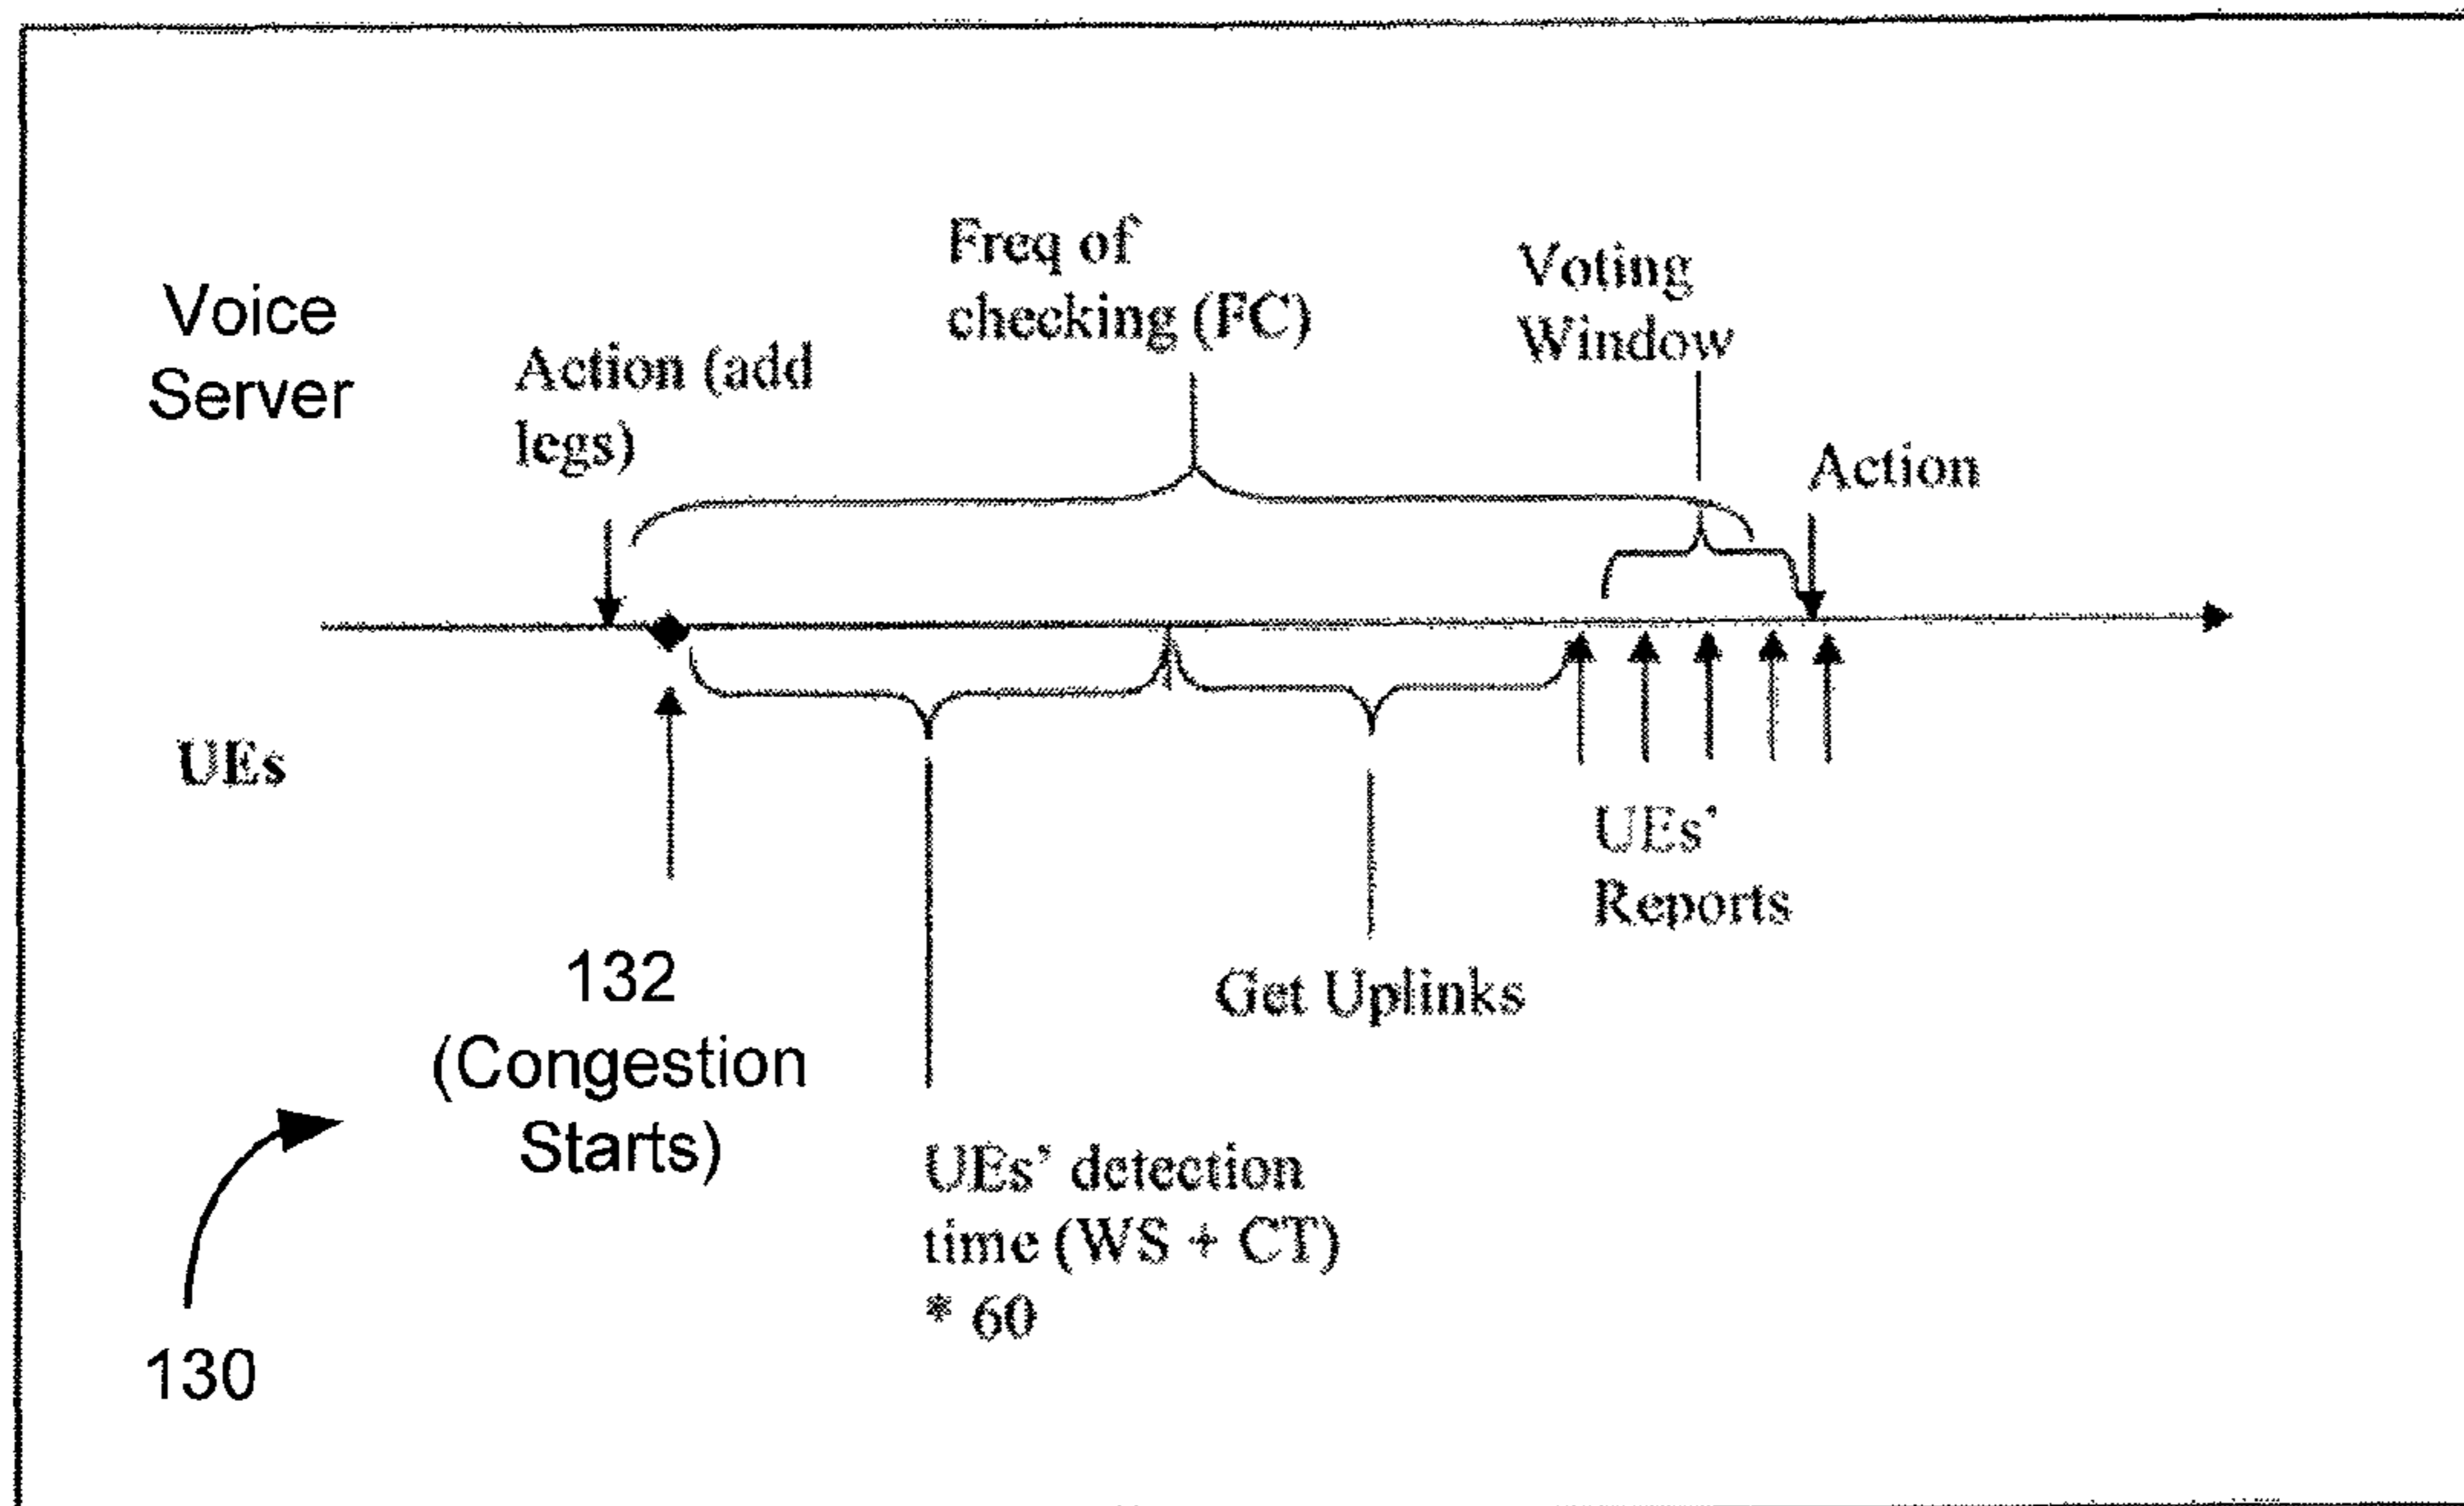 Voice
Server
Action (add
legs)
Freq of
checking (FC)
Voting
Window
Action
UEs
132
(Congestion
Starts)
UEs' detection
time (WS + CT)
* 60
Get Uplinks
UEs'
Reports
130